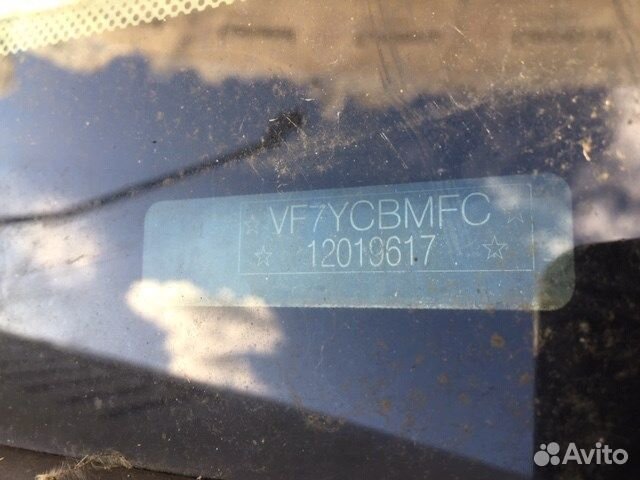 ☆ VF7YCBMFC ☆
☆ 12019617 ☆
Avito